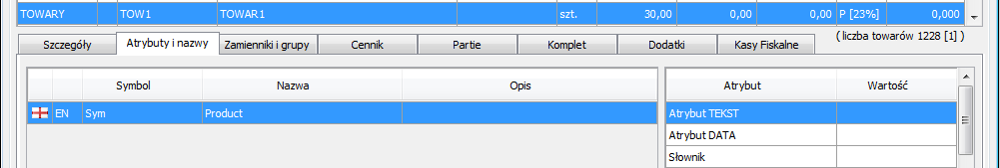 TOWARY TOW1 TOWAR1 szt. 30,00 0,00 0,00 P [23%] 0,000
Szczegóły Atrybuty i nazwy Zamienniki i grupy Cennik Partie Komplet Dodatki Kasy Fiskalne ( liczba towarów 1228 [1] )
Symbol Nazwa Opis Atrybut Wartość
EN Sym Product Atrybut TEKST
Atrybut DATA
Słownik